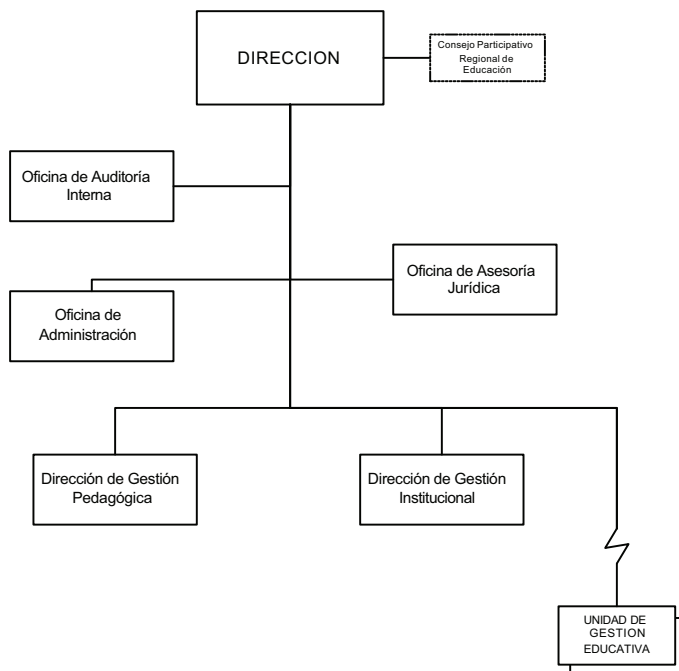 DIRECCION
Consejo Participativo
Regional de
Educación
Oficina de Auditoría
Interna
Oficina de Asesoría
Jurídica
Oficina de
Administración
Dirección de Gestión
Pedagógica
Dirección de Gestión
Institucional
UNIDAD DE
GESTION
EDUCATIVA